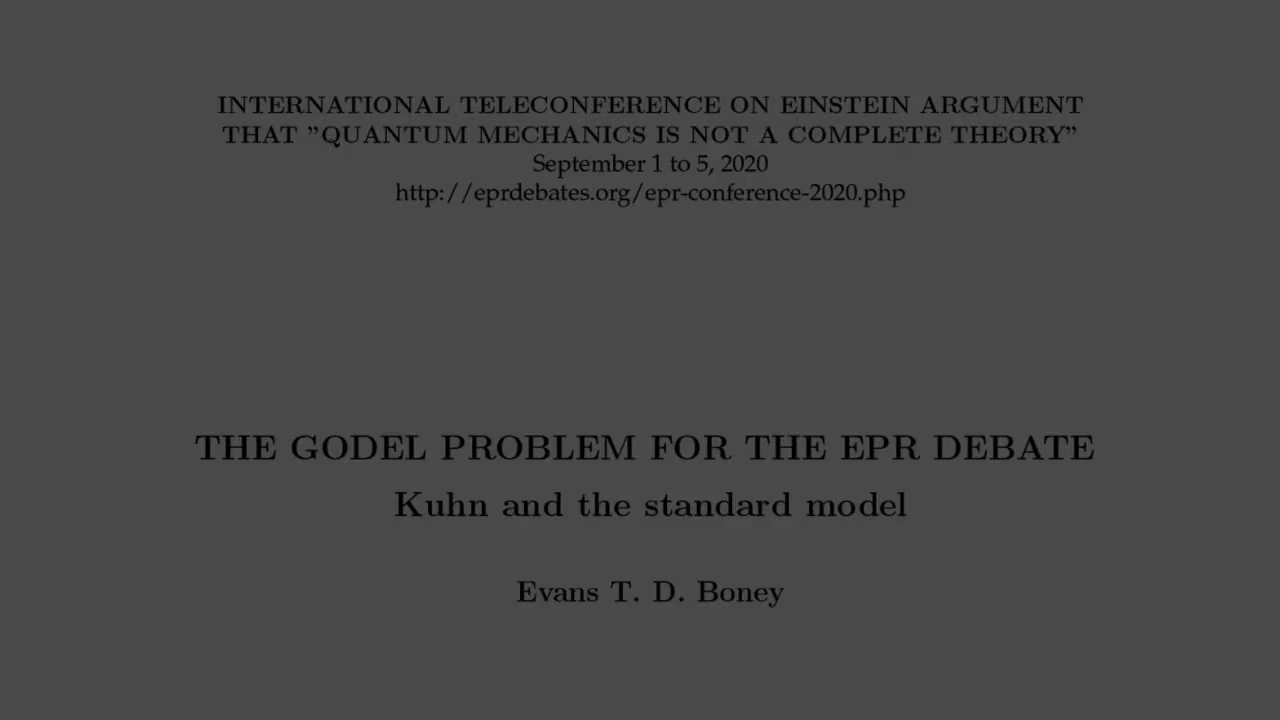 INTERNATIONAL TELECONFERENCE ON EINSTEIN ARGUMENT
THAT ”QUANTUM MECHANICS IS NOT A COMPLETE THEORY”
September 1 to 5, 2020
http://eprdebates.org/epr-conference-2020.php
THE GODEL PROBLEM FOR THE EPR DEBATE
Kuhn and the standard model
Evans T. D. Boney